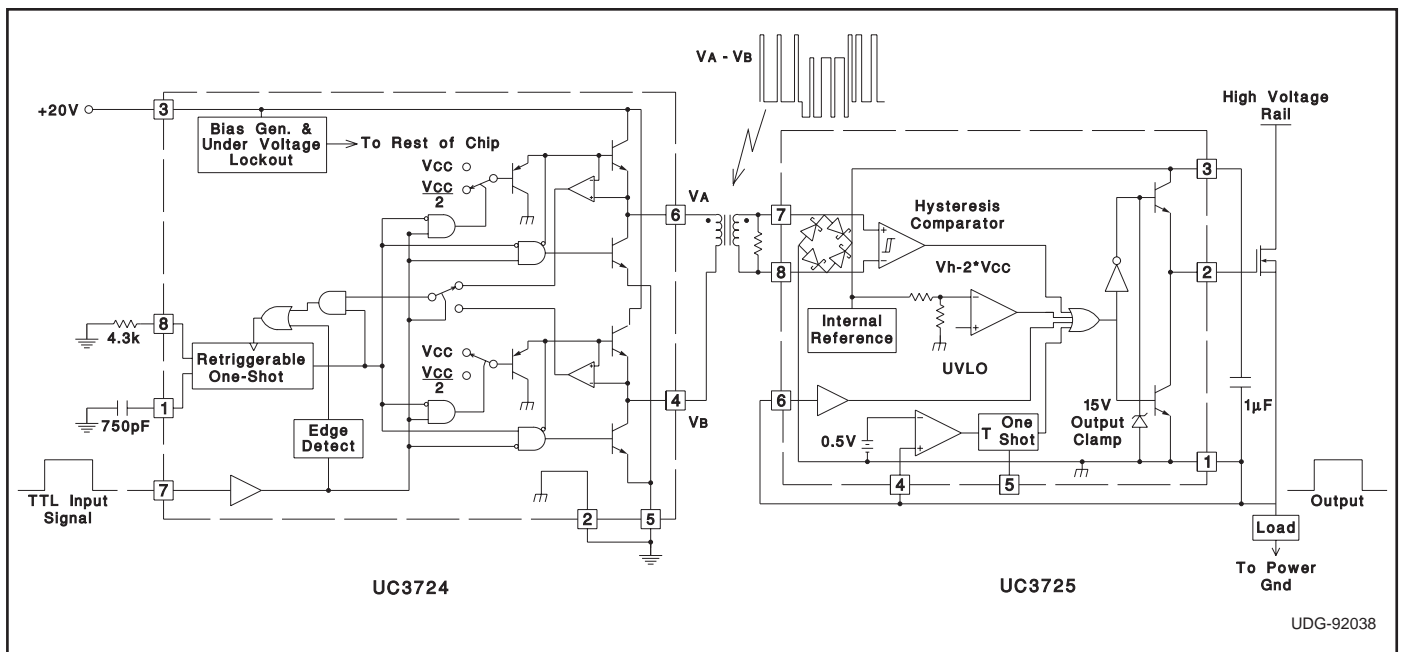 VA - VB
High Voltage
Rail
+20V
3
Bias Gen. &
Under Voltage
Lockout
To Rest of Chip
VCC
VCC
2
VA
6
7
8
Hysteresis
Comparator
Vh-2*VCC
3
2
8
4.3k
Retriggerable
One-Shot
1
750pF
Edge
Detect
VCC
VCC
2
4
VB
Internal
Reference
UVLO
6
0.5V
T One
Shot
15V
Output
Clamp
1µF
1
4
5
TTL Input
Signal
7
2
5
Output
Load
To Power
Gnd
UC3724
UC3725
UDG-92038